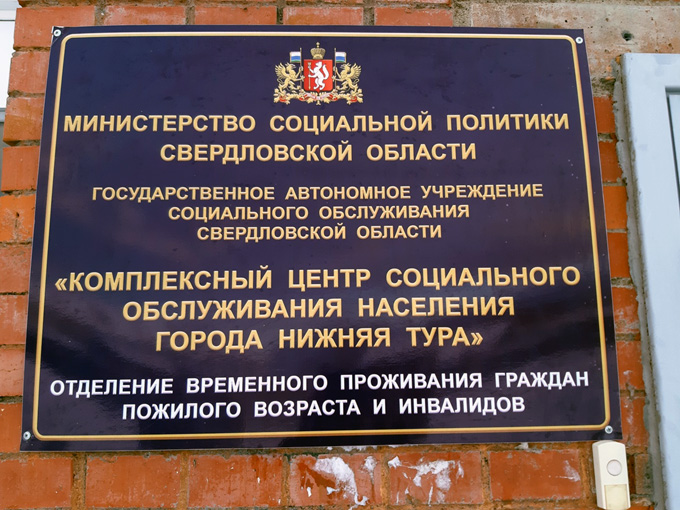 МИНИСТЕРСТВО СОЦИАЛЬНОЙ ПОЛИТИКИ
СВЕРДЛОВСКОЙ ОБЛАСТИ
ГОСУДАРСТВЕННОЕ АВТОНОМНОЕ УЧРЕЖДЕНИЕ
СОЦИАЛЬНОГО ОБСЛУЖИВАНИЯ
СВЕРДЛОВСКОЙ ОБЛАСТИ
«КОМПЛЕКСНЫЙ ЦЕНТР СОЦИАЛЬНОГО
ОБСЛУЖИВАНИЯ НАСЕЛЕНИЯ
ГОРОДА НИЖНЯЯ ТУРА»
ОТДЕЛЕНИЕ ВРЕМЕННОГО ПРОЖИВАНИЯ ГРАЖДАН
ПОЖИЛОГО ВОЗРАСТА И ИНВАЛИДОВ